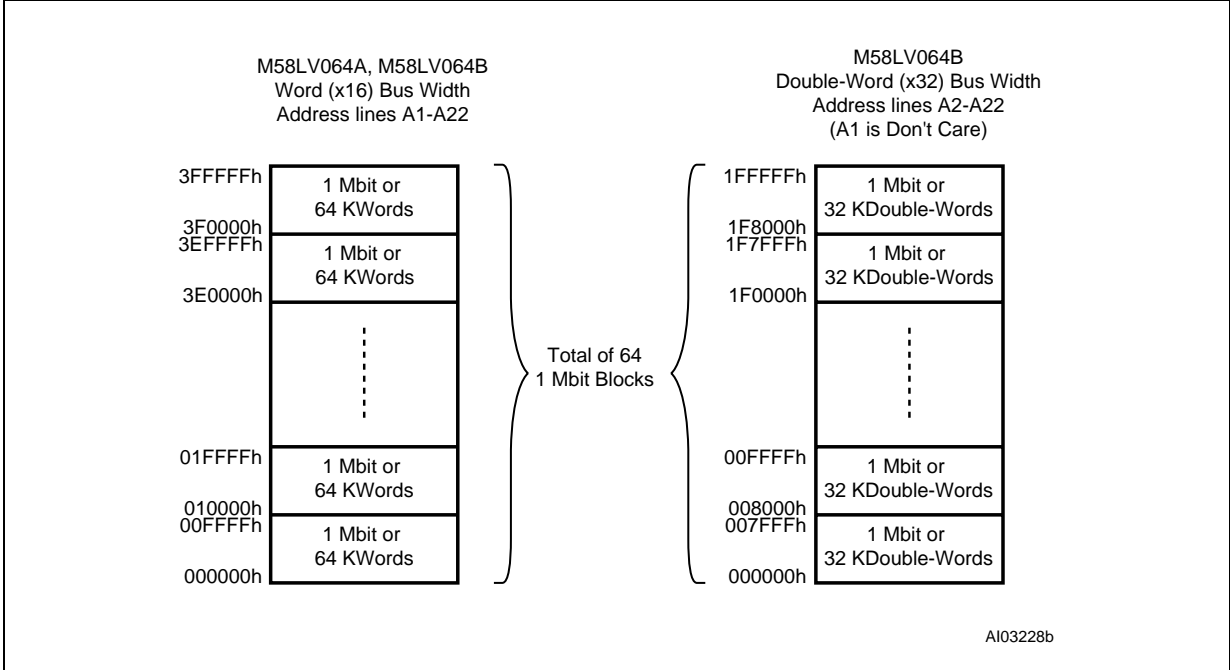 M58LV064A, M58LV064B
Word (x16) Bus Width
Address lines A1-A22
3FFFFFh
1 Mbit or
64 KWords
3F0000h
3EFFFFh
1 Mbit or
64 KWords
3E0000h
01FFFFh
1 Mbit or
64 KWords
010000h
00FFFFh
1 Mbit or
64 KWords
000000h
Total of 64
1 Mbit Blocks
M58LV064B
Double-Word (x32) Bus Width
Address lines A2-A22
(A1 is Don't Care)
1FFFFFh
1 Mbit or
32 KDouble-Words
1F8000h
1F7FFFh
1 Mbit or
32 KDouble-Words
1F0000h
00FFFFh
1 Mbit or
32 KDouble-Words
008000h
007FFFh
1 Mbit or
32 KDouble-Words
000000h
AI03228b